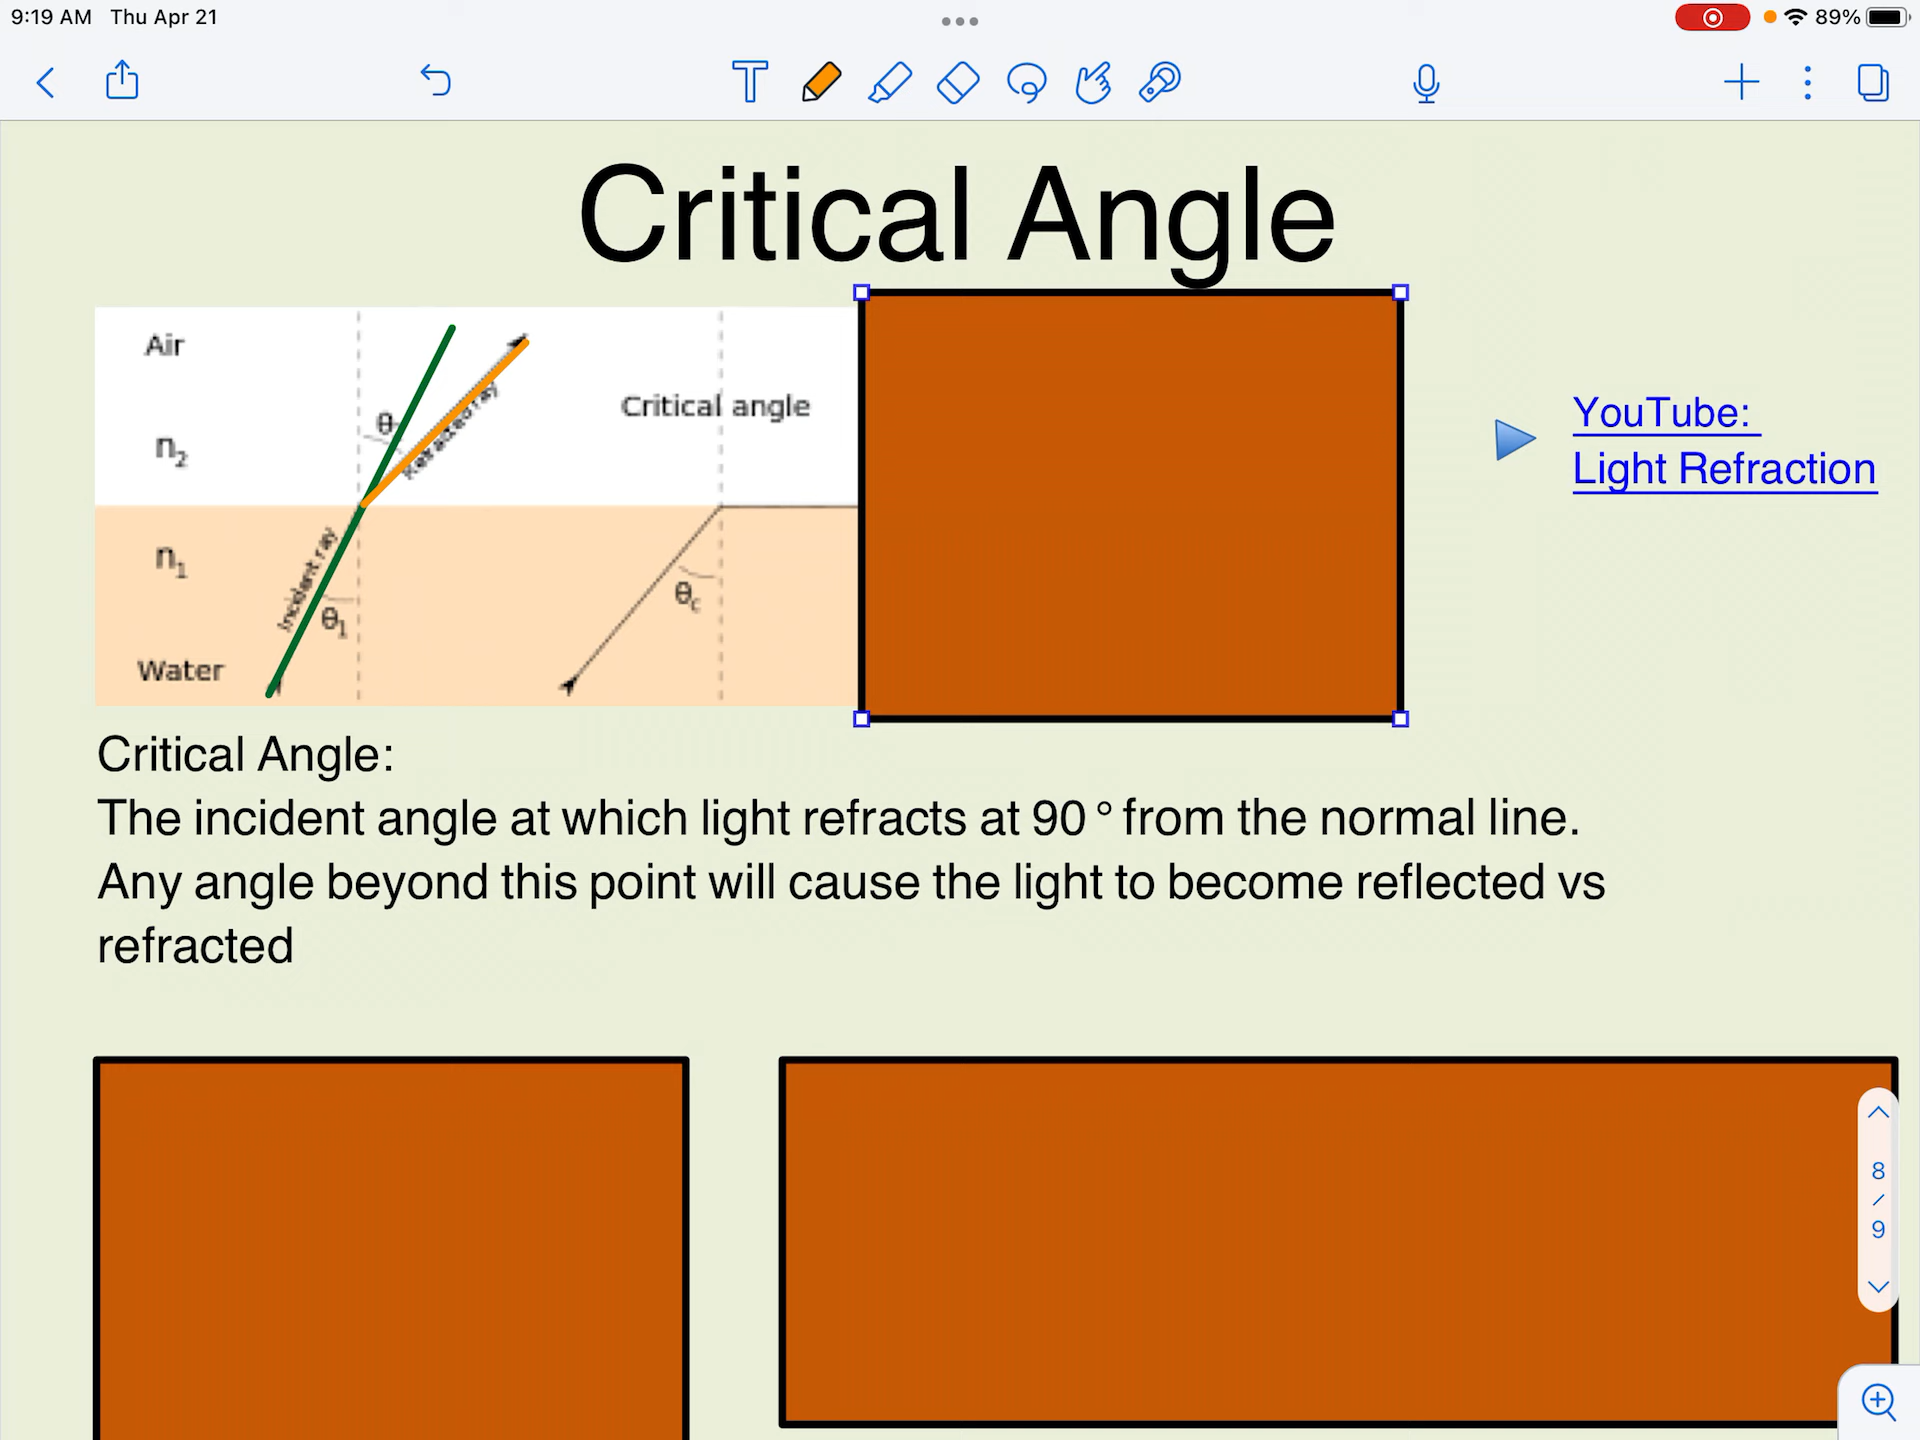 9:19 AM Thu Apr 21
89%
Critical Angle
Air
θ
n₂
Refracted ray
Critical angle
YouTube:
Light Refraction
n₁
Incident ray
θ₁
θc
Water
Critical Angle:
The incident angle at which light refracts at 90 ° from the normal line.
Any angle beyond this point will cause the light to become reflected vs
refracted
8
/
9